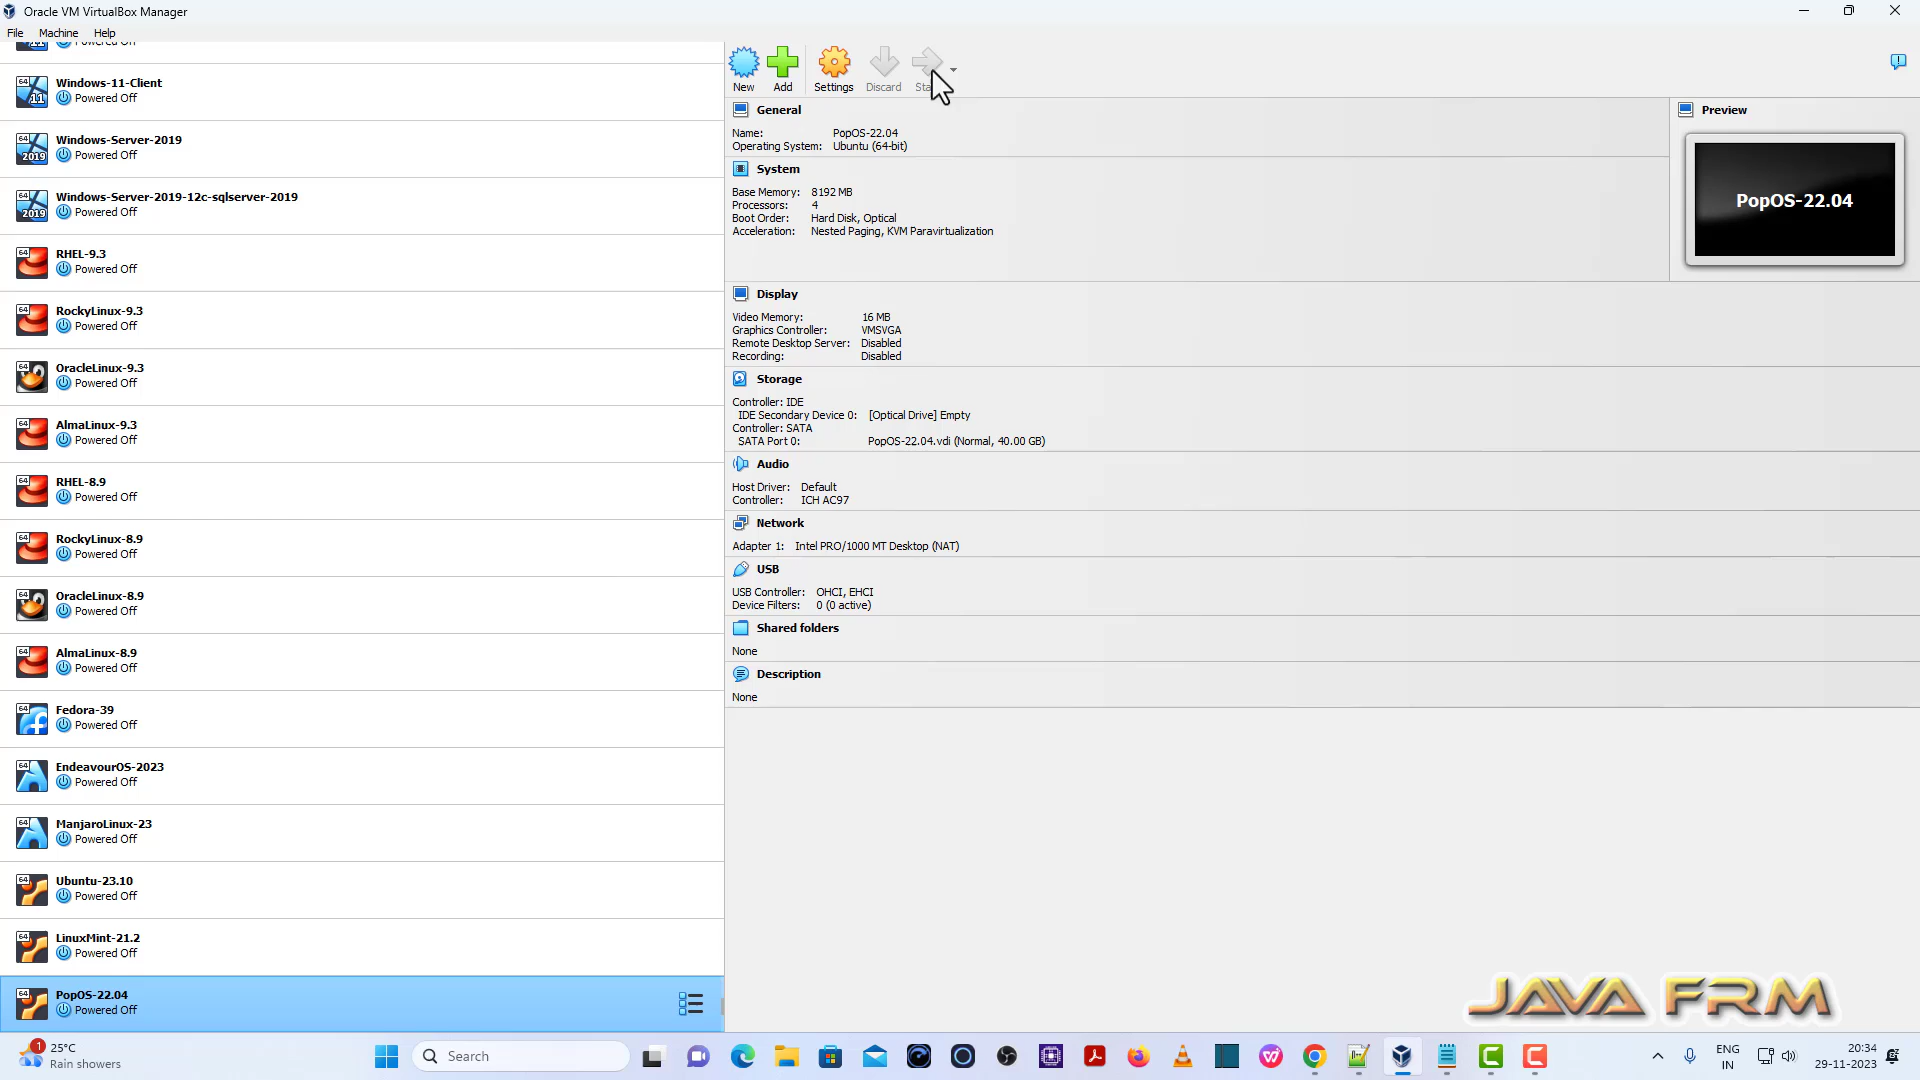 Oracle VM VirtualBox Manager
File Machine Help
Powered Off
Windows-11-Client
Powered Off
Windows-Server-2019
Powered Off
Windows-Server-2019-12c-sqlserver-2019
Powered Off
RHEL-9.3
Powered Off
RockyLinux-9.3
Powered Off
OracleLinux-9.3
Powered Off
AlmaLinux-9.3
Powered Off
RHEL-8.9
Powered Off
RockyLinux-8.9
Powered Off
OracleLinux-8.9
Powered Off
AlmaLinux-8.9
Powered Off
Fedora-39
Powered Off
EndeavourOS-2023
Powered Off
ManjaroLinux-23
Powered Off
Ubuntu-23.10
Powered Off
LinuxMint-21.2
Powered Off
PopOS-22.04
Powered Off
New Add Settings Discard
General
Name: PopOS-22.04
Operating System: Ubuntu (64-bit)
System
Base Memory: 8192 MB
Processors: 4
Boot Order: Hard Disk, Optical
Acceleration: Nested Paging, KVM Paravirtualization
Preview
PopOS-22.04
Display
Video Memory: 16 MB
Graphics Controller: VMSVGA
Remote Desktop Server: Disabled
Recording: Disabled
Storage
Controller: IDE
IDE Secondary Device 0: [Optical Drive] Empty
Controller: SATA
SATA Port 0: PopOS-22.04.vdi (Normal, 40.00 GB)
Audio
Host Driver: Default
Controller: ICH AC97
Network
Adapter 1: Intel PRO/1000 MT Desktop (NAT)
USB
USB Controller: OHCI, EHCI
Device Filters: 0 (0 active)
Shared folders
None
Description
None
JAVA FRM
1
25°C
Rain showers
Search
ENG
IN
20:34
29-11-2023